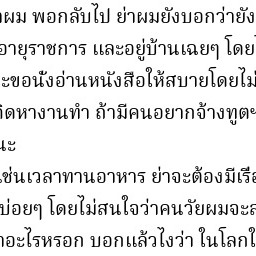 ผม พอกลับไป ย่าผมยังบอกว่ายัง
อายุราชการ และอยู่บ้านเฉยๆ โดย
ะขอนั่งอ่านหนังสือให้สบายโดยไม่
คิดหางานทำ ถ้ามีคนอยากจ้างทูตฯ
นะ
เช่นเวลาทานอาหาร ย่าจะต้องมีเรื่
บ่อยๆ โดยไม่สนใจว่าคนวัยผมจะส
าอะไรหรอก บอกแล้วไงว่า ในโลกใ